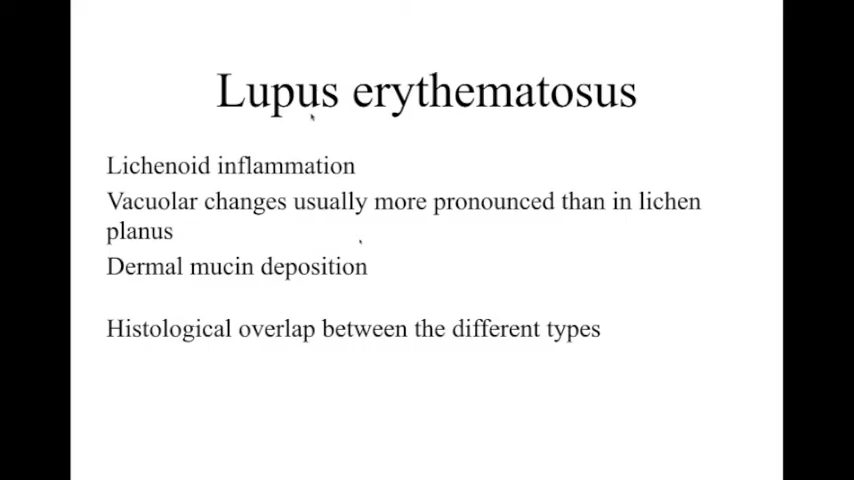 Lupus erythematosus
Lichenoid inflammation
Vacuolar changes usually more pronounced than in lichen
planus
Dermal mucin deposition
Histological overlap between the different types